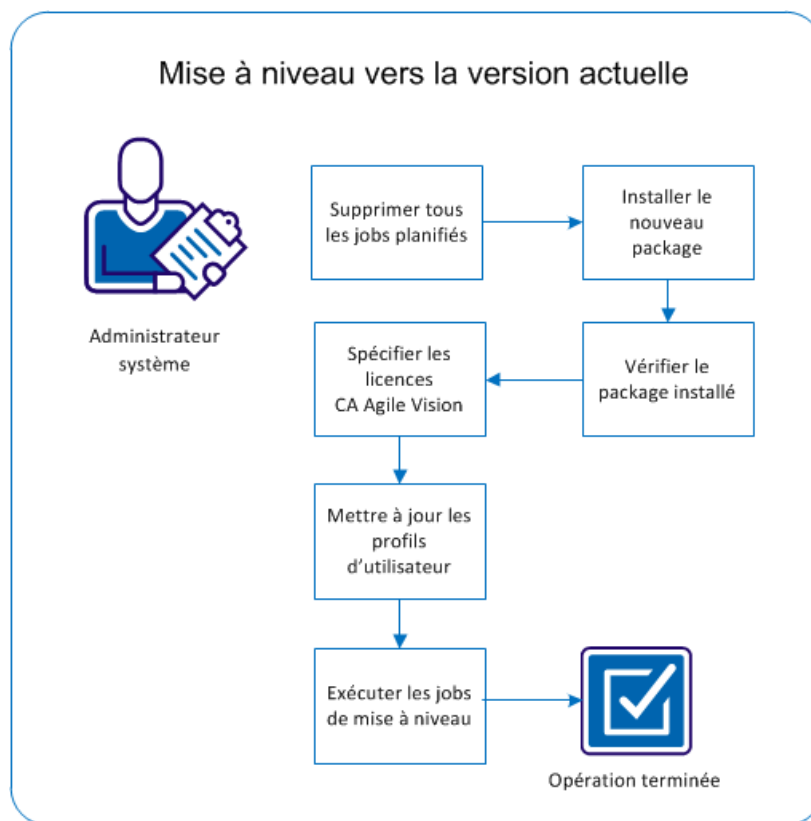 Mise à niveau vers la version actuelle
Administrateur
système
Supprimer tous
les jobs planifiés
Installer le
nouveau
package
Vérifier le
package installé
Spécifier les
licences
CA Agile Vision
Mettre à jour les
profils
d'utilisateur
Exécuter les jobs
de mise à niveau
Opération terminée